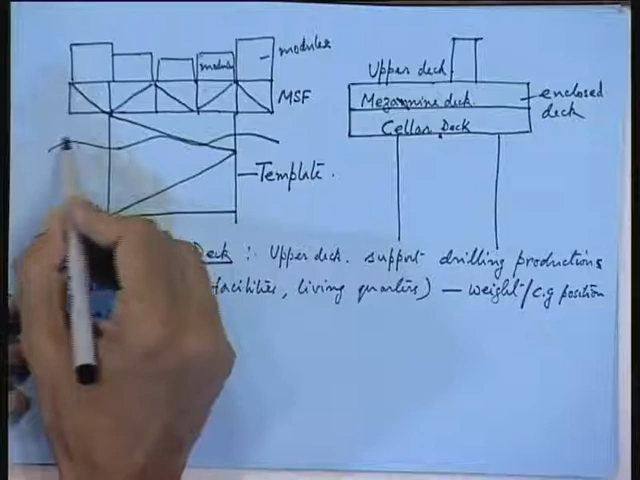 modules
module
MSF
Template.
Upper deck
Mezannine deck.
Cellar Deck
enclosed
deck
Deck : Upper deck. support drilling productions
facilities, living quarters) — weight/c.g position